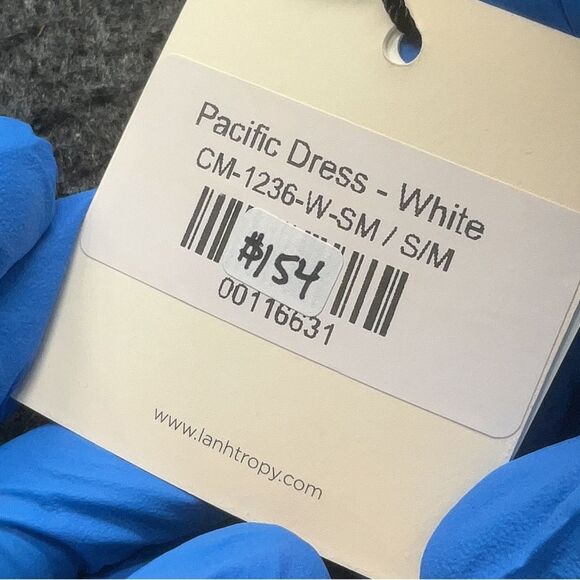 Pacific Dress - White
CM-1236-W-SM / S/M
$154
00116631
www.lanhtropy.com